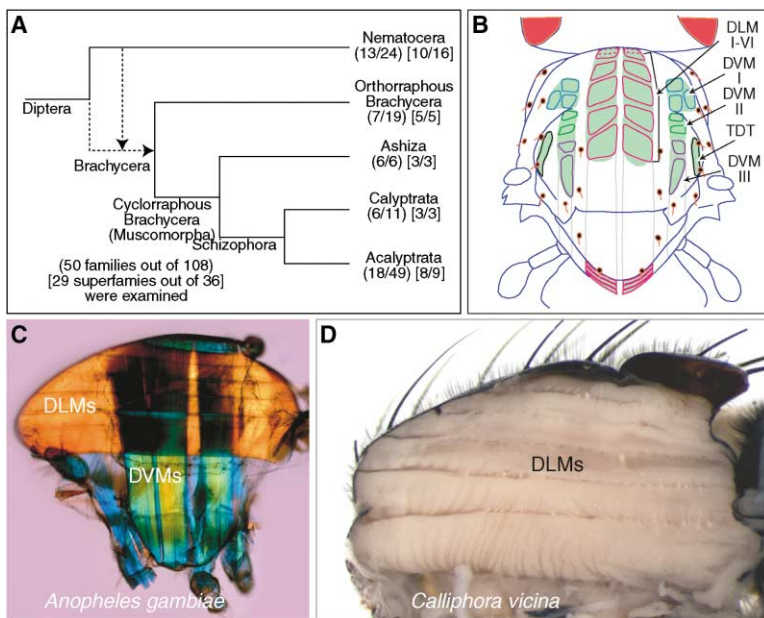 A
Nematocera
(13/24) [10/16]
Diptera
Orthorraphous
Brachycera
(7/19) [5/5]
Brachycera
Ashiza
(6/6) [3/3]
Cyclorraphous
Brachycera
(Muscomorpha)
Calyptrata
(6/11) [3/3]
Schizophora
Acalyptrata
(18/49) [8/9]
(50 families out of 108)
[29 superfamies out of 36]
were examined
B
DLM
I-VI
DVM
I
DVM
II
TDT
DVM
III
C
DLMs
DVMs
Anopheles gambiae
D
DLMs
Calliphora vicina